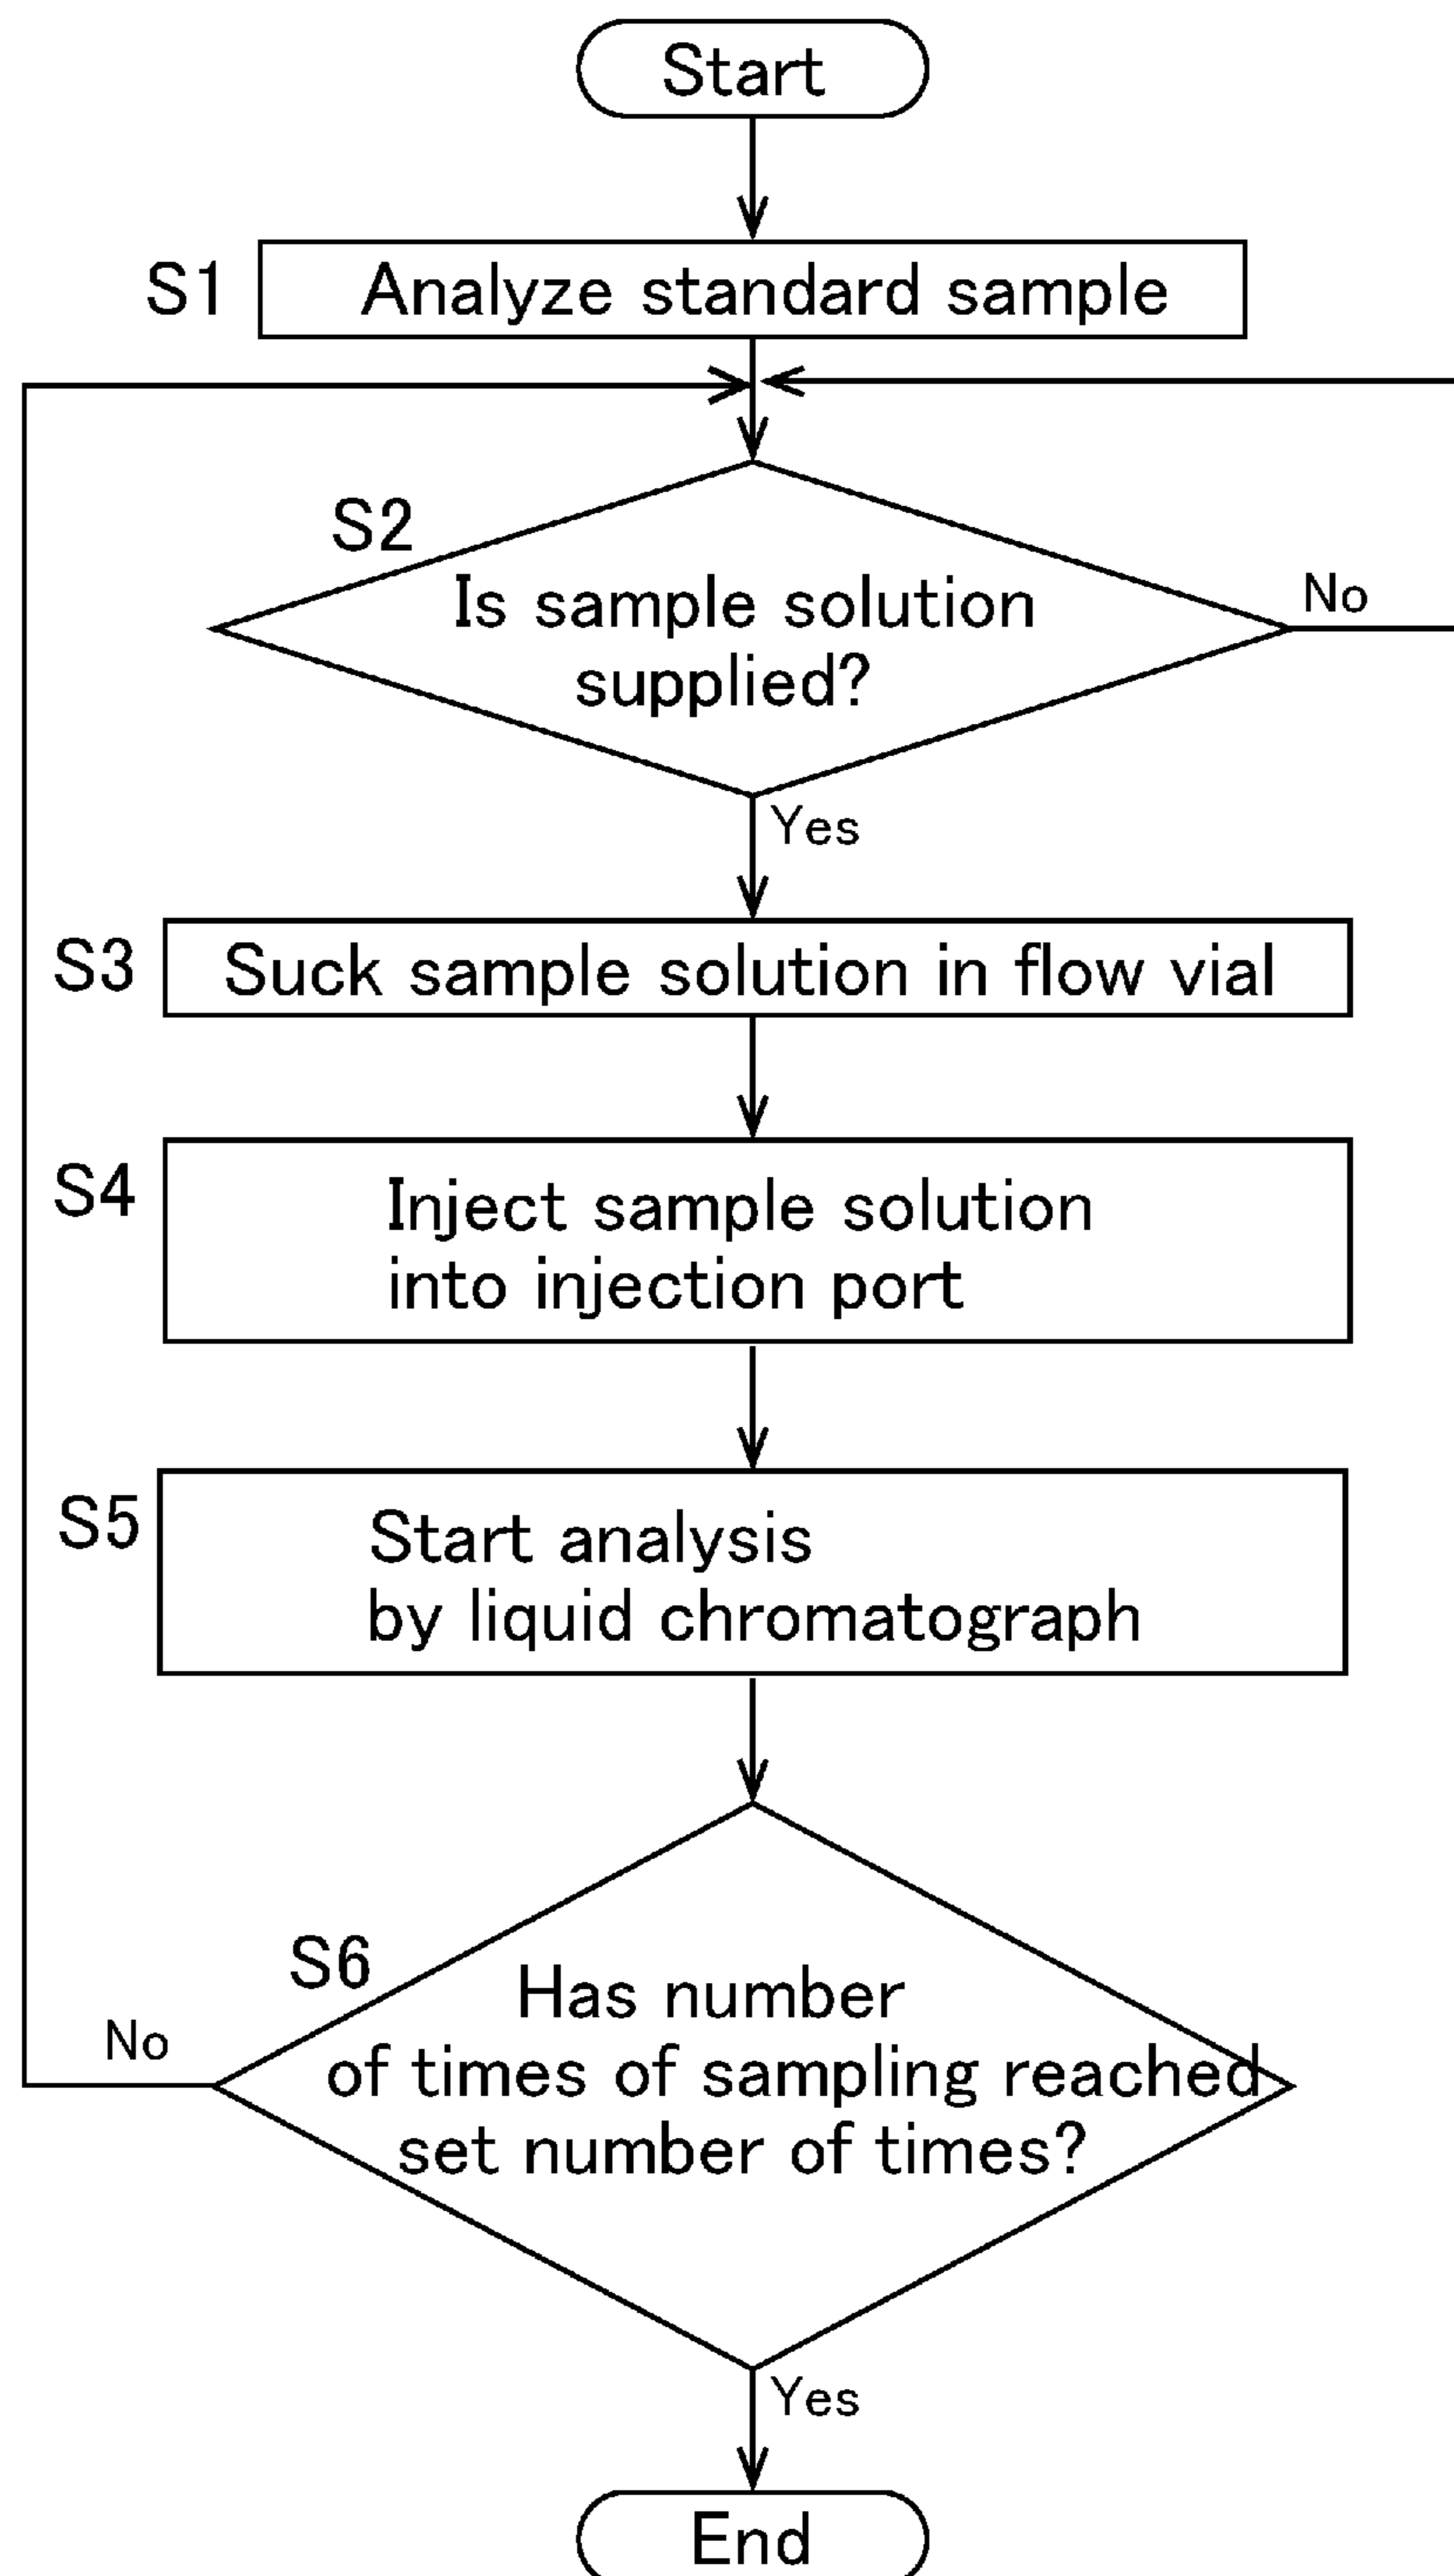 Start
S1
Analyze standard sample
S2
Is sample solution
supplied?
No
Yes
S3
Suck sample solution in flow vial
S4
Inject sample solution
into injection port
S5
Start analysis
by liquid chromatograph
S6
Has number
of times of sampling reached
set number of times?
No
Yes
End